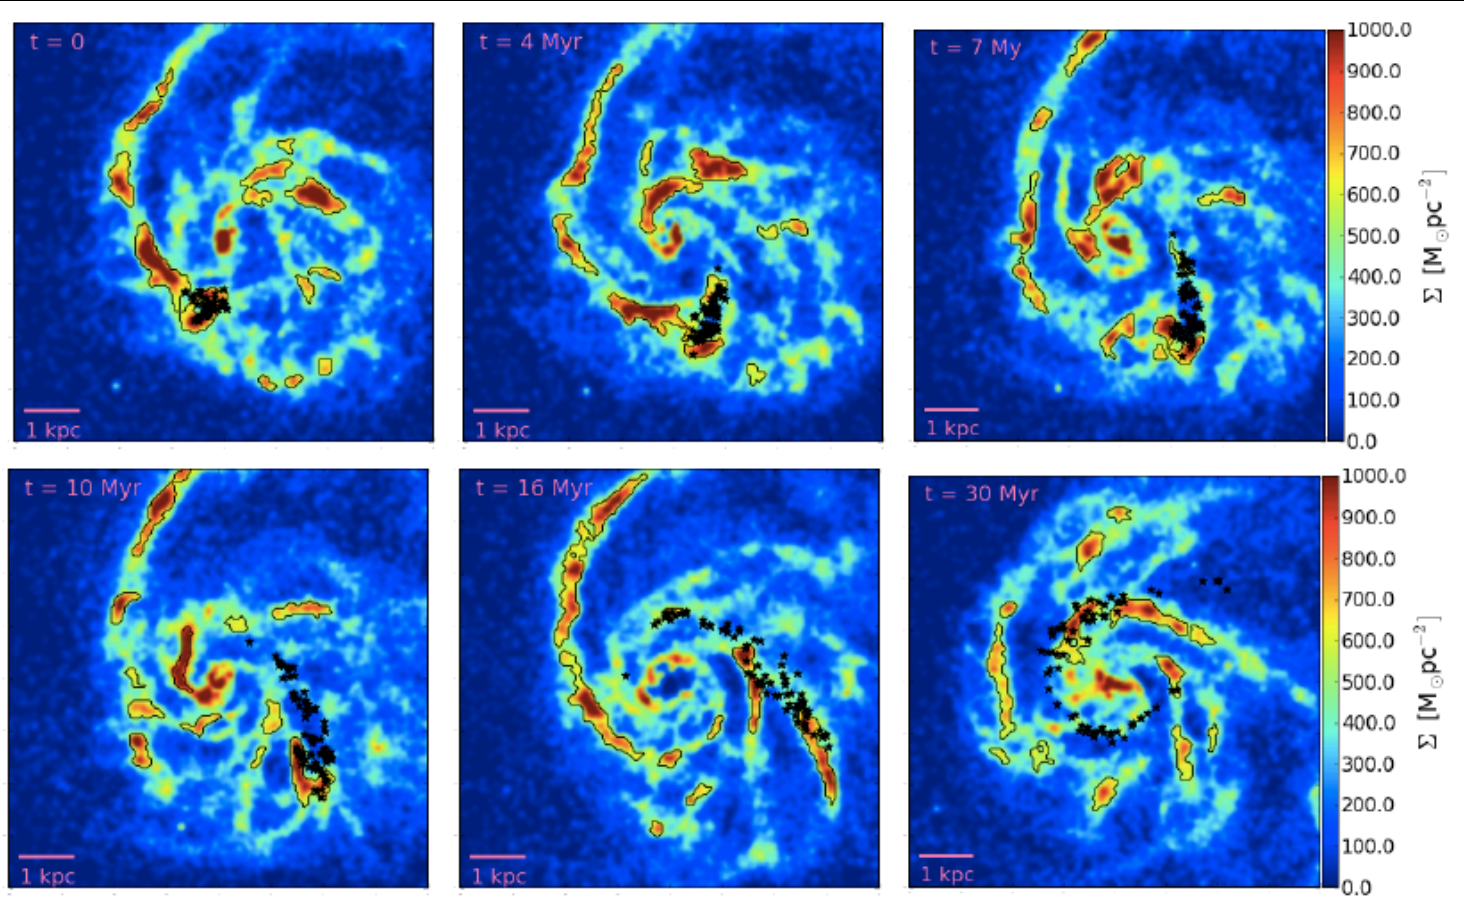 t = 0
t = 4 Myr
t = 7 My
1 kpc
1 kpc
1 kpc
1000.0
900.0
800.0
700.0
600.0
500.0
400.0
300.0
200.0
100.0
0.0
Σ [M⊙pc⁻²]
t = 10 Myr
t = 16 Myr
t = 30 Myr
1 kpc
1 kpc
1 kpc
1000.0
900.0
800.0
700.0
600.0
500.0
400.0
300.0
200.0
100.0
0.0
Σ [M⊙pc⁻²]